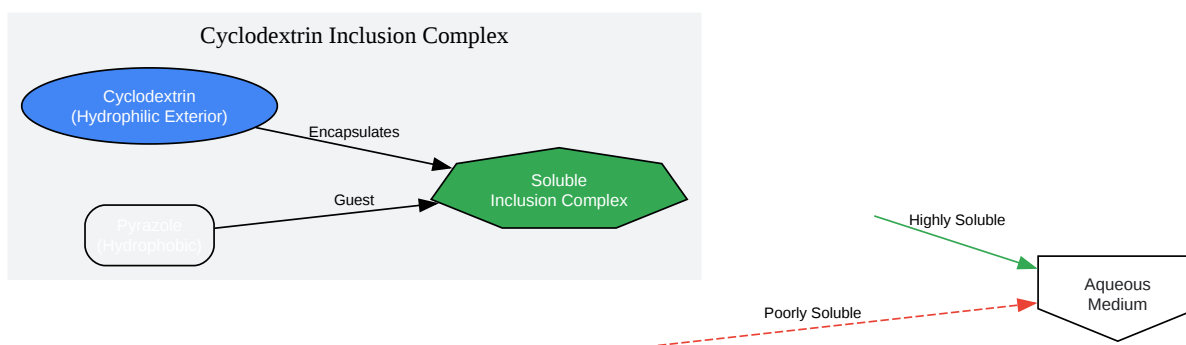 Cyclodextrin Inclusion Complex
Cyclodextrin
(Hydrophilic Exterior)
Encapsulates
Soluble
Inclusion Complex
Guest
Pyrazole
(Hydrophobic)
Highly Soluble
Aqueous
Medium
Poorly Soluble